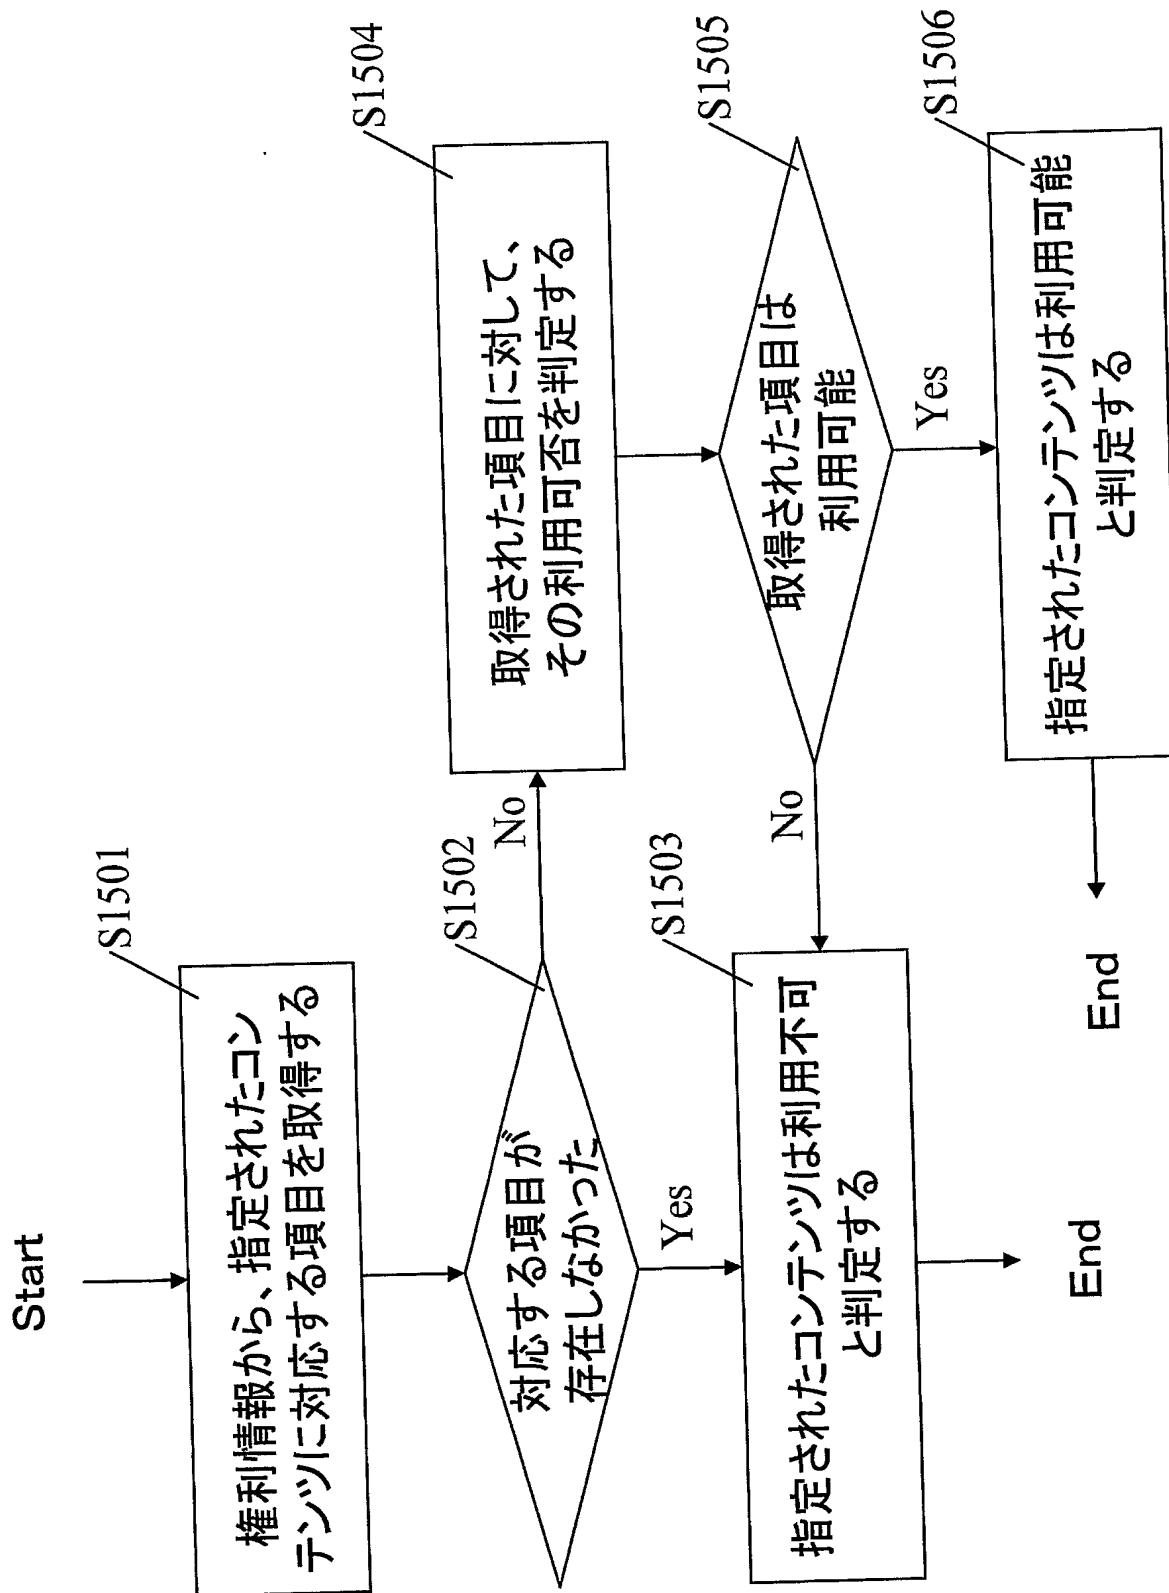 Start
S1501
権利情報から、指定されたコン
テンツに対応する項目を取得する
S1502
対応する項目が
存在しなかった
No
Yes
S1503
指定されたコンテンツは利用不可
と判定する
End
S1504
取得された項目に対して、
その利用可否を判定する
S1505
取得された項目は
利用可能
No
Yes
S1506
指定されたコンテンツは利用可能
と判定する
End